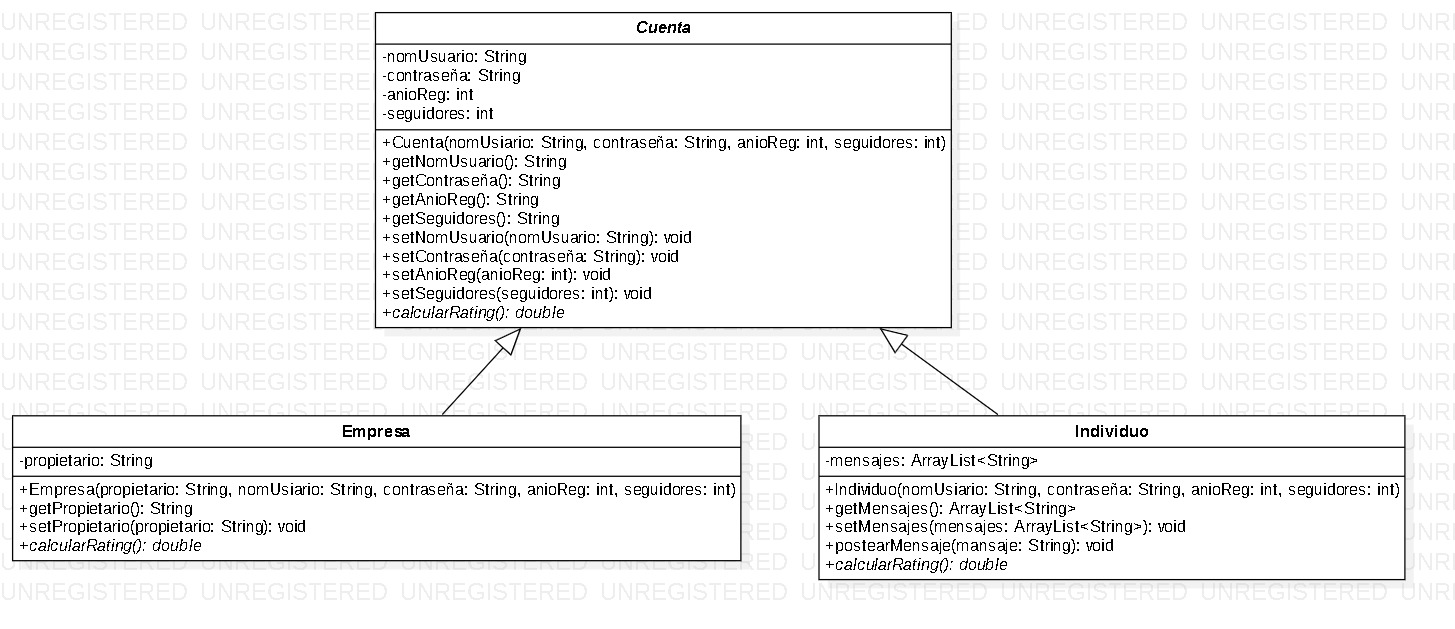 Cuenta
-nomUsuario: String
-contraseña: String
-anioReg: int
-seguidores: int
+Cuenta(nomUsiario: String, contraseña: String, anioReg: int, seguidores: int)
+getNomUsuario(): String
+getContraseña(): String
+getAnioReg(): String
+getSeguidores(): String
+setNomUsuario(nomUsuario: String): void
+setContraseña(contraseña: String): void
+setAnioReg(anioReg: int): void
+setSeguidores(seguidores: int): void
+calcularRating(): double
Empresa
-propietario: String
+Empresa(propietario: String, nomUsiario: String, contraseña: String, anioReg: int, seguidores: int)
+getPropietario(): String
+setPropietario(propietario: String): void
+calcularRating(): double
Individuo
-mensajes: ArrayList<String>
+Individuo(nomUsiario: String, contraseña: String, anioReg: int, seguidores: int)
+getMensajes(): ArrayList<String>
+setMensajes(mensajes: ArrayList<String>): void
+postearMensaje(mansaje: String): void
+calcularRating(): double
UNREGISTERED